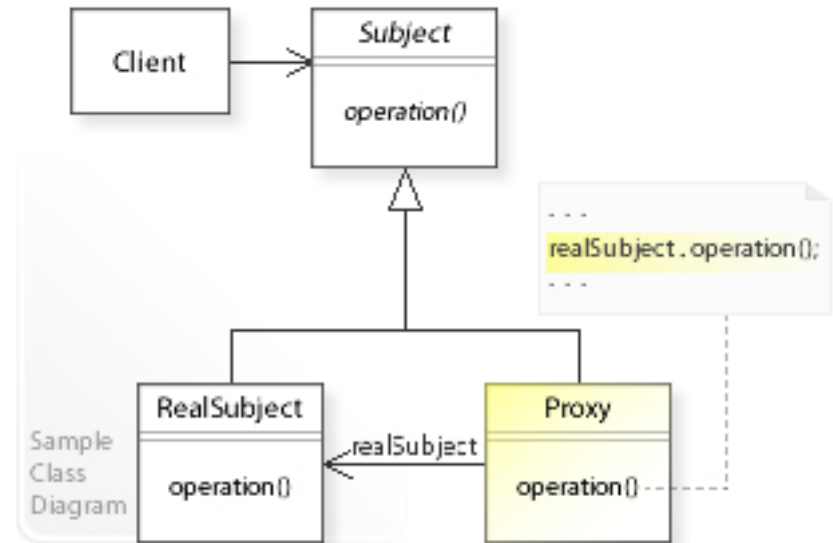 Client
Subject
operation()
- - -
realSubject.operation();
- - -
RealSubject
operation()
realSubject
Proxy
operation()
Sample
Class
Diagram